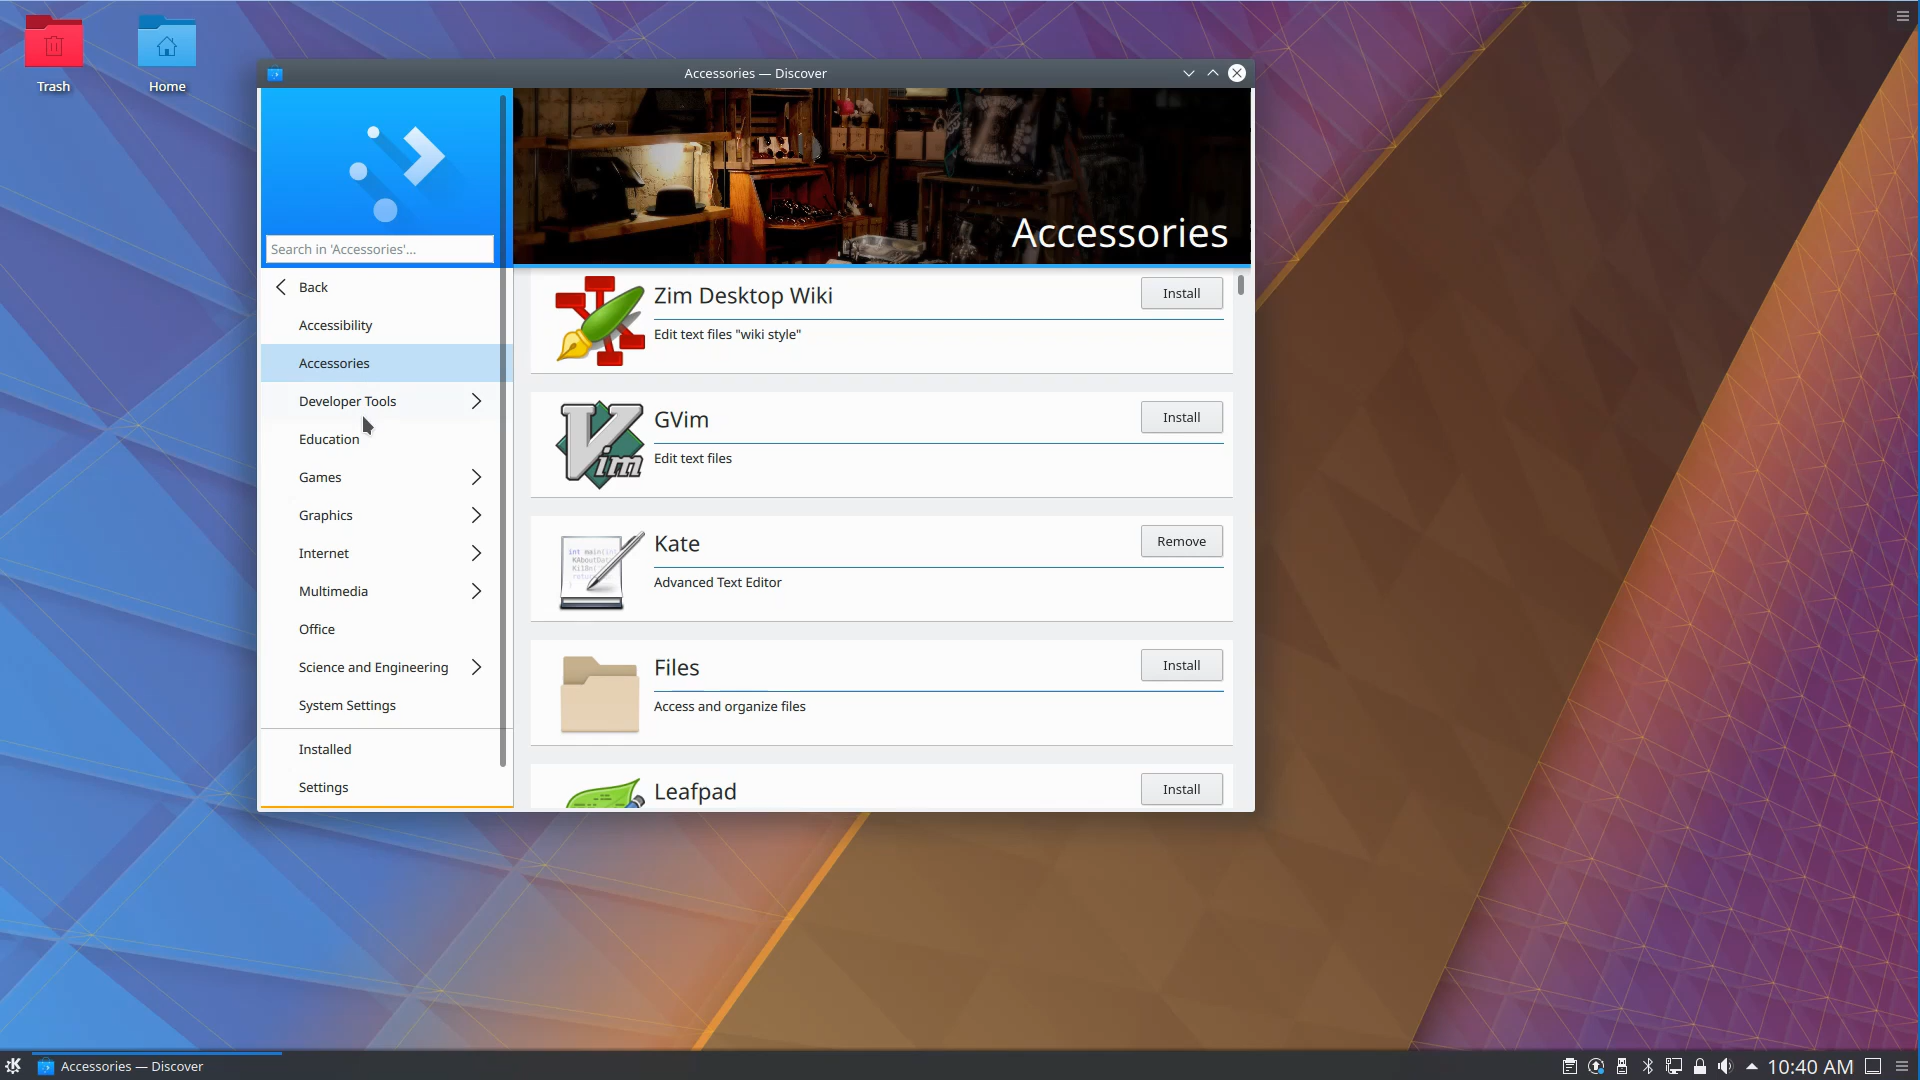 Trash
Home
Accessories — Discover
Search in 'Accessories'...
Back
Accessibility
Accessories
Developer Tools
Education
Games
Graphics
Internet
Multimedia
Office
Science and Engineering
System Settings
Installed
Settings
Accessories
Zim Desktop Wiki
Install
Edit text files "wiki style"
Vim
GVim
Install
Edit text files
Kate
Remove
Advanced Text Editor
Files
Install
Access and organize files
Leafpad
Install
Accessories — Discover
10:40 AM